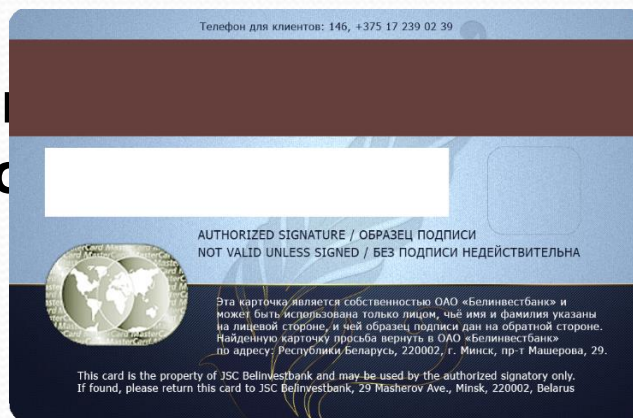 Телефон для клиентов: 146, +375 17 239 02 39
AUTHORIZED SIGNATURE / ОБРАЗЕЦ ПОДПИСИ
NOT VALID UNLESS SIGNED / БЕЗ ПОДПИСИ НЕДЕЙСТВИТЕЛЬНА
MasterCard
Эта карточка является собственностью ОАО «Белинвестбанк» и
может быть использована только лицом, чьё имя и фамилия указаны
на лицевой стороне, и чей образец подписи дан на обратной стороне.
Найденную карточку просьба вернуть в ОАО «Белинвестбанк»
по адресу: Республики Беларусь, 220002, г. Минск, пр-т Машерова, 29.
This card is the property of JSC Belinvestbank and may be used by the authorized signatory only.
If found, please return this card to JSC Belinvestbank, 29 Masherov Ave., Minsk, 220002, Belarus